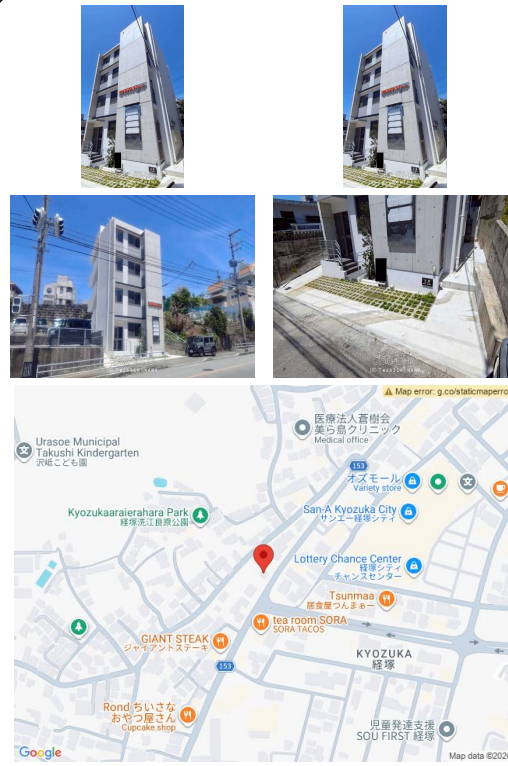 Map error: g.co/staticmaperro
医療法人蒼樹会
美ら島クリニック
Medical office
Urasoe Municipal
Takushi Kindergarten
沢岻こども園
153
オズモール
Variety store
Kyozukaaraierahara Park
経塚洗江良原公園
San-A Kyozuka City
サンエー経塚シティ
Lottery Chance Center
経塚シティ
チャンスセンター
Tsunmaa
居食屋つんまぁー
tea room SORA
SORA TACOS
GIANT STEAK
ジャイアントステーキ
KYOZUKA
経塚
153
Rond ちいさな
おやつ屋さん
Cupcake shop
児童発達支援
SOU FIRST 経塚
Google
Map data ©2026